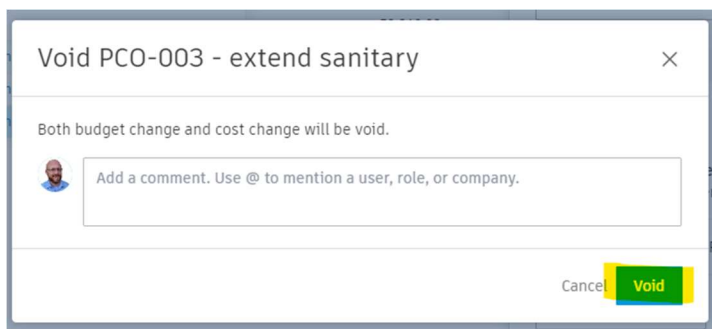 Void PCO-003 - extend sanitary
Both budget change and cost change will be void.
Add a comment. Use @ to mention a user, role, or company.
Cancel
Void